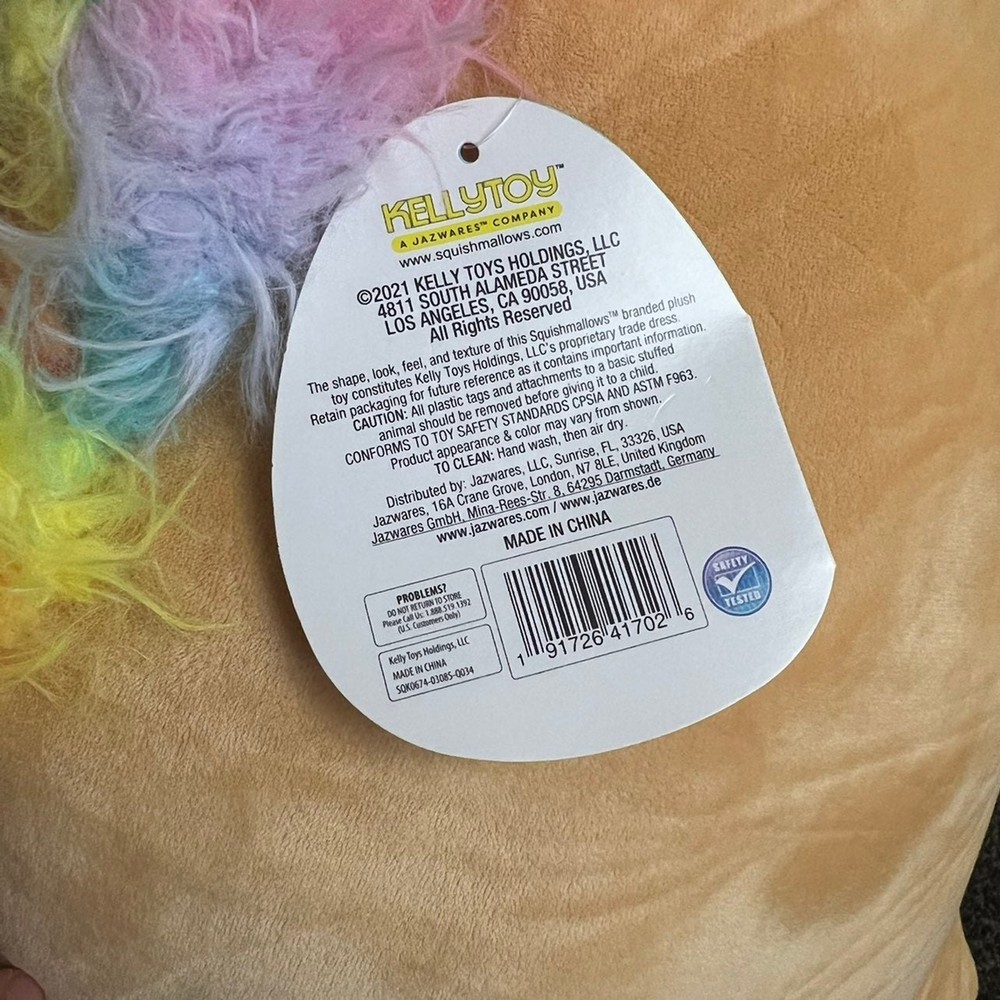 KELLYTOY™
A JAZWARES™ COMPANY
www.squishmallows.com
©2021 KELLY TOYS HOLDINGS, LLC
4811 SOUTH ALAMEDA STREET
LOS ANGELES, CA 90058, USA
All Rights Reserved
The shape, look, feel, and texture of this Squishmallows™ branded plush
toy constitutes Kelly Toys Holdings, LLC's proprietary trade dress.
Retain packaging for future reference as it contains important information.
CAUTION: All plastic tags and attachments to a basic stuffed
animal should be removed before giving it to a child.
CONFORMS TO TOY SAFETY STANDARDS CPSIA AND ASTM F963.
Product appearance & color may vary from shown.
TO CLEAN: Hand wash, then air dry.
Distributed by: Jazwares, LLC, Sunrise, FL, 33326, USA
Jazwares, 16A Crane Grove, London, N7 8LE, United Kingdom
Jazwares GmbH, Mina-Rees-Str. 8, 64295 Darmstadt, Germany
www.jazwares.com / www.jazwares.de
MADE IN CHINA
PROBLEMS?
DO NOT RETURN TO STORE
Please Call Us: 1.888.519.1392
(U.S. Customers Only)
Kelly Toys Holdings, LLC
MADE IN CHINA
SQK0674-0308S-Q034
1 91726 41702 6
SAFETY
TESTED